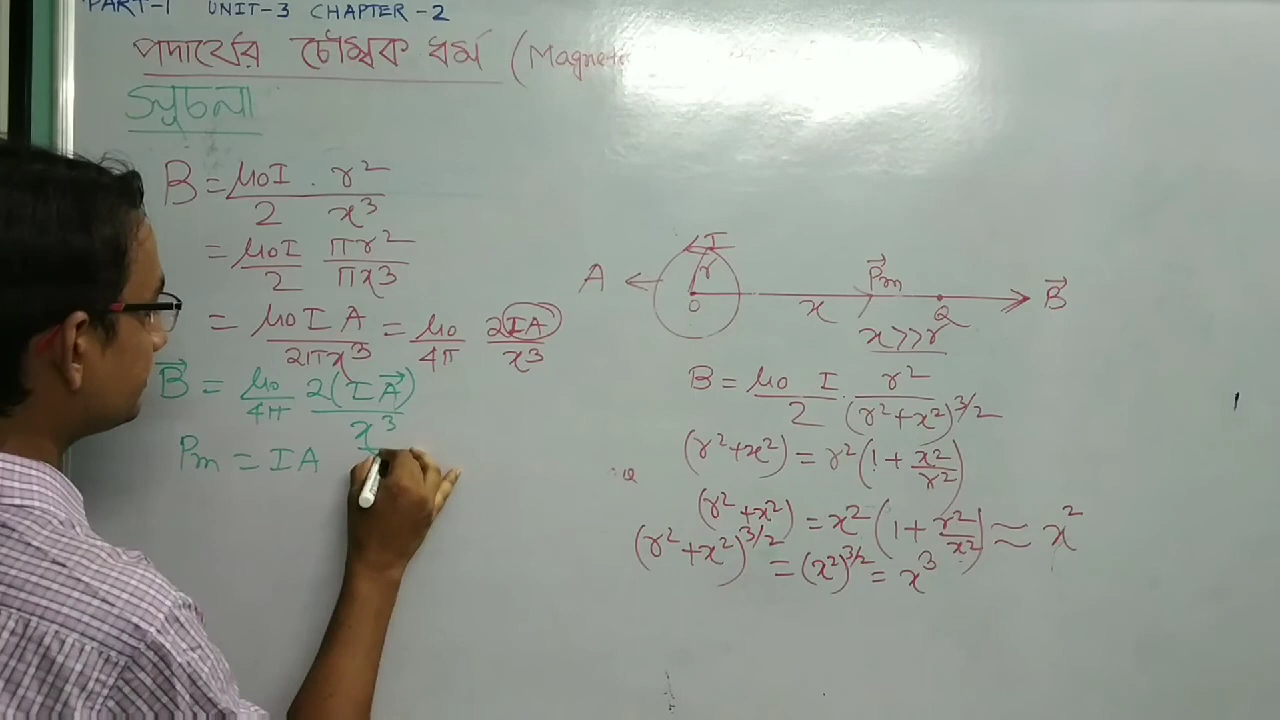 PART-1 UNIT-3 CHAPTER-2
পদার্থের চৌম্বক ধর্ম (Magnet
সূচনা
B = μ0I/2 . r²/x³
= μ0I/2 πr²/πx³
= μ0IA/2πx³ = μ0/4π 2IA/x³
B⃗ = μ0/4π 2(IA⃗)/x³
Pm = IA
I
A r P⃗m
O x Q B⃗
x>>r
B = μ0 I/2 . r²/(r²+x²)^3/2
(r²+x²) = r²(1+x²/r²)
(r²+x²) = x²(1+r²/x²) ≈ x²
(r²+x²)^3/2 = (x²)^3/2 = x³